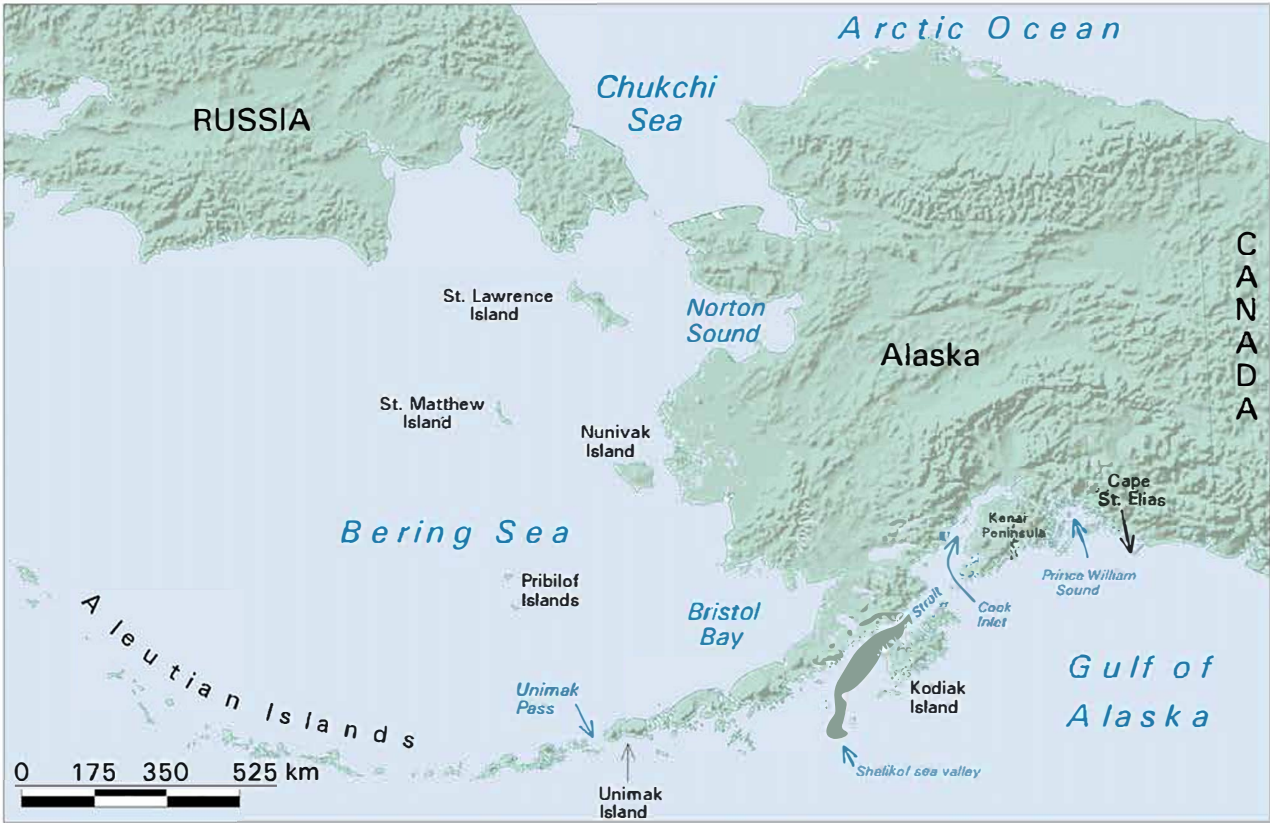 Arctic Ocean
Chukchi
Sea
RUSSIA
CANADA
St. Lawrence
Island
Norton
Sound
Alaska
St. Matthew
Island
Nunivak
Island
Cape
St. Elias
Kenai
Peninsula
Bering Sea
Prince William
Sound
Pribilof
Islands
Aleutian Islands
Bristol
Bay
Strait
Cook
Inlet
Gulf of
Alaska
Kodiak
Island
Unimak
Pass
0 175 350 525 km
Shelikof sea valley
Unimak
Island